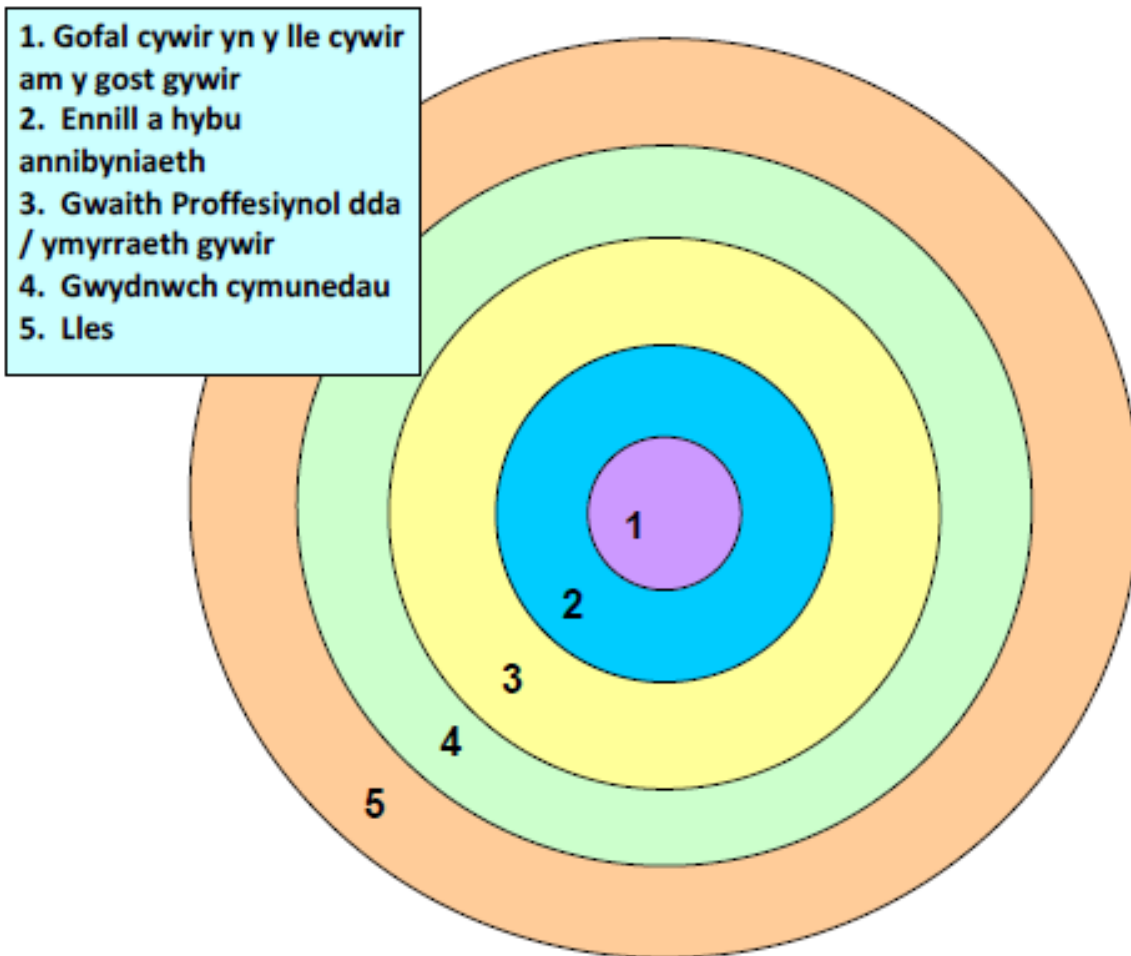 1. Gofal cywir yn y lle cywir
am y gost gywir
2. Ennill a hybu
annibyniaeth
3. Gwaith Proffesiynol dda
/ ymyrraeth gywir
4. Gwydnwch cymunedau
5. Lles
1
2
3
4
5